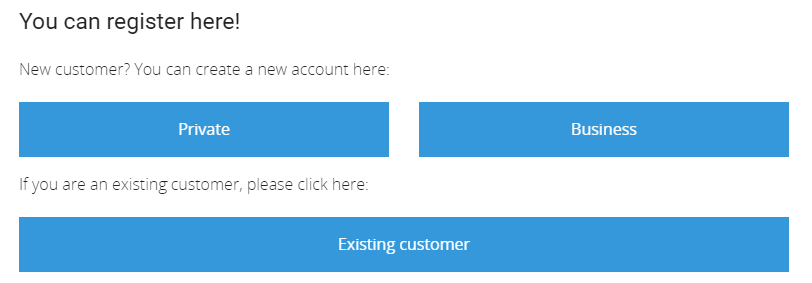 You can register here!
New customer? You can create a new account here:
Private
Business
If you are an existing customer, please click here:
Existing customer